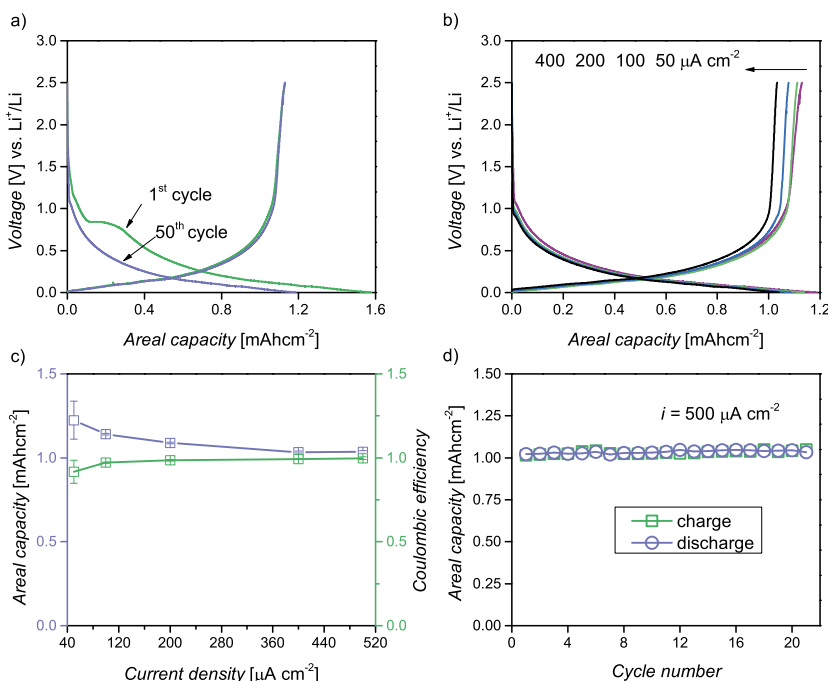 a)
3.0
2.5
2.0
1.5
1.0
0.5
0.0
Voltage [V] vs. Li⁺/Li
1ˢᵗ cycle
50ᵗʰ cycle
0.0 0.4 0.8 1.2 1.6
Areal capacity [mAhcm⁻²]
b)
3.0
2.5
2.0
1.5
1.0
0.5
0.0
Voltage [V] vs. Li⁺/Li
400 200 100 50 µA cm⁻²
0.0 0.2 0.4 0.6 0.8 1.0 1.2
Areal capacity [mAhcm⁻²]
c)
1.5
1.0
0.5
0.0
Areal capacity [mAhcm⁻²]
1.5
1.0
0.5
0.0
Coulombic efficiency
40 120 200 280 360 440 520
Current density [µA cm⁻²]
d)
1.50
1.25
1.00
0.75
0.50
0.25
0.00
Areal capacity [mAhcm⁻²]
i = 500 µA cm⁻²
charge
discharge
0 4 8 12 16 20
Cycle number